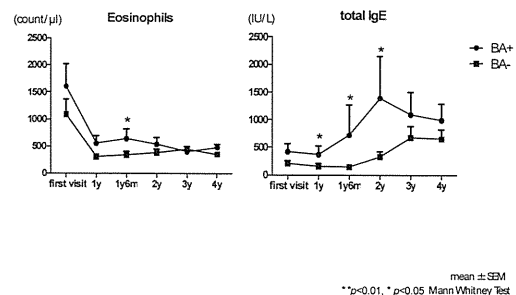 (count/μl) Eosinophils
2500
2000
1500
1000
500
0
*
first visit 1y 1y6m 2y 3y 4y
(IU/L) total IgE
2500
2000
1500
1000
500
0
* * *
first visit 1y 1y6m 2y 3y 4y
BA+
BA-
mean ± SEM
**p<0.01, * p<0.05 Mann Whitney Test